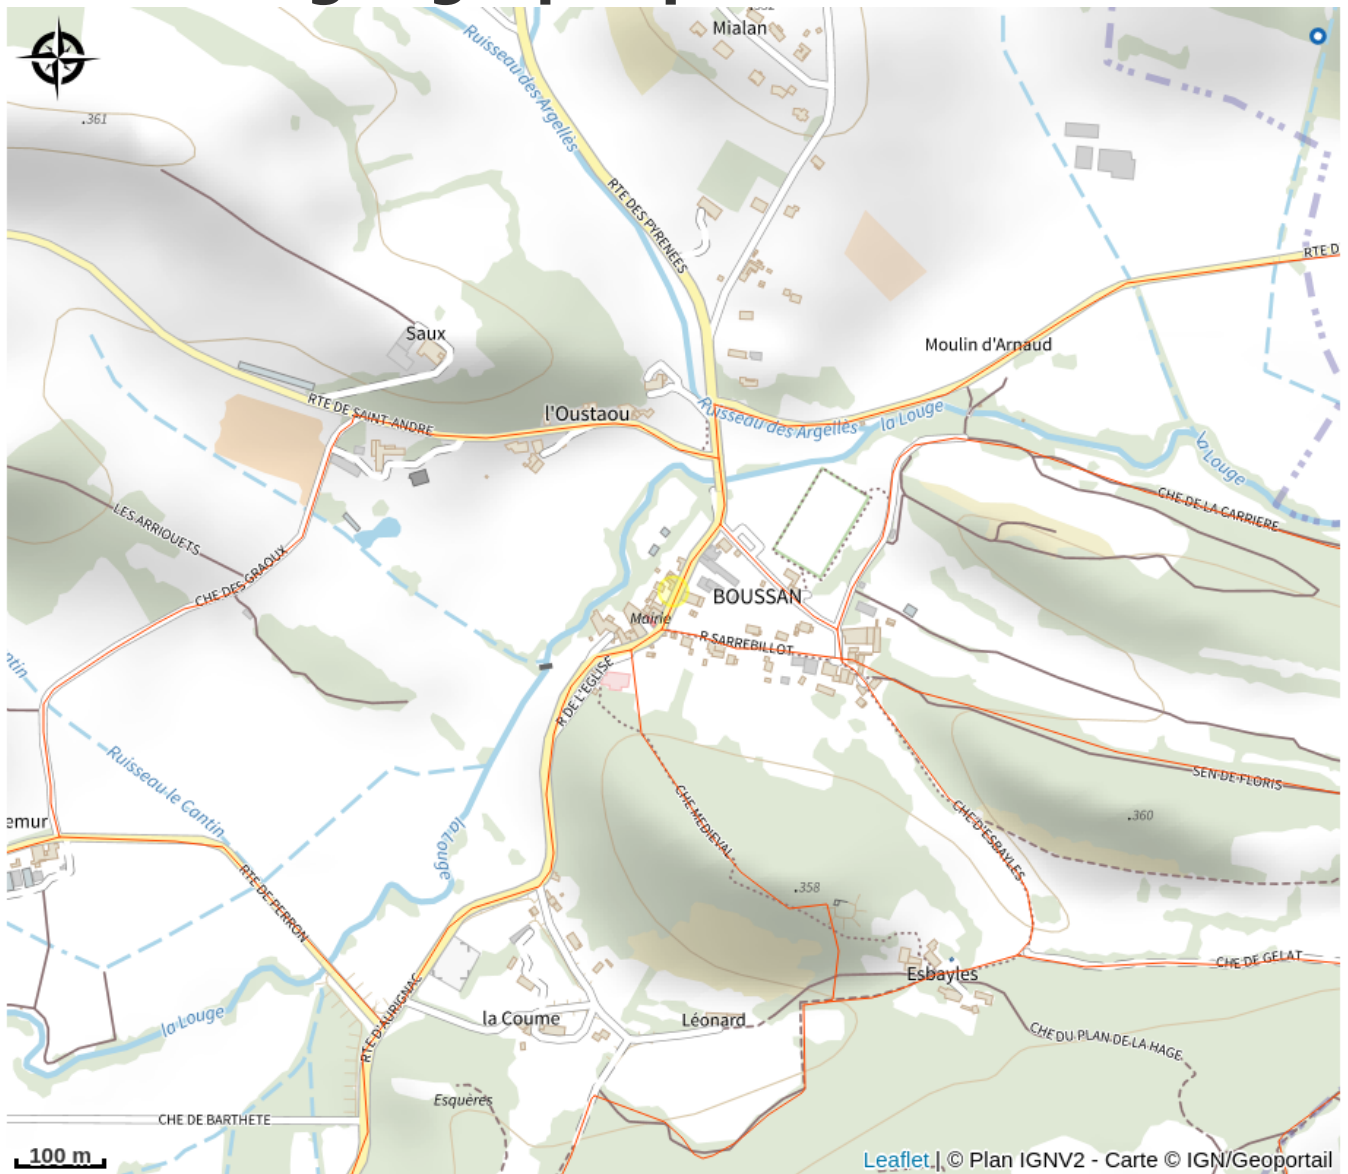 Mialan
Ruisseau des Argellès
.361
RTE DES PYRENEES
RTE D
Saux
Moulin d'Arnaud
RTE DE SAINT-ANDRE
l'Oustaou
Ruisseau des Argellès
la Louge
la Louge
LES ARRIOUETS
CHE DE LA CARRIERE
CHE DES GRAOUX
BOUSSAN
Mairie
R SARREBILLOT
R DE L'EGLISE
Ruisseau le Cantin
ntin
SEN DE FLORIS
emur
CHE MEDIEVAL
CHE D'ESBAYLES
.360
la Louge
RTE DE PERRON
.358
Esbayles
CHE DE GELAT
RTE D'AURIGNAC
la Louge
la Coume
Léonard
CHE DU PLAN DE LA HAGE
Esquères
CHE DE BARTHETE
100 m
Leaflet | © Plan IGNV2 - Carte © IGN/Geoportail